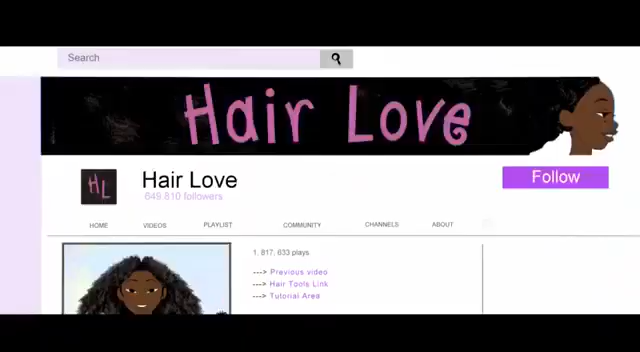 Search
Hair Love
HL
Hair Love
648.810 followers
Follow
HOME VIDEOS PLAYLIST COMMUNITY CHANNELS ABOUT
1. 817, 633 plays
---> Previous video
---> Hair Tools Link
---> Tutorial Area